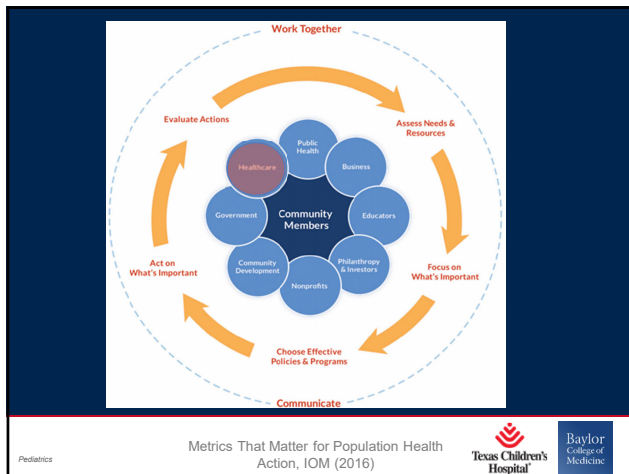 Work Together
Evaluate Actions
Assess Needs &
Resources
Public
Health
Healthcare
Business
Government
Community
Members
Educators
Community
Development
Philanthropy
& Investors
Nonprofits
Act on
What's Important
Focus on
What's Important
Choose Effective
Policies & Programs
Communicate
Pediatrics
Metrics That Matter for Population Health
Action, IOM (2016)
Texas Children's
Hospital®
Baylor
College of
Medicine